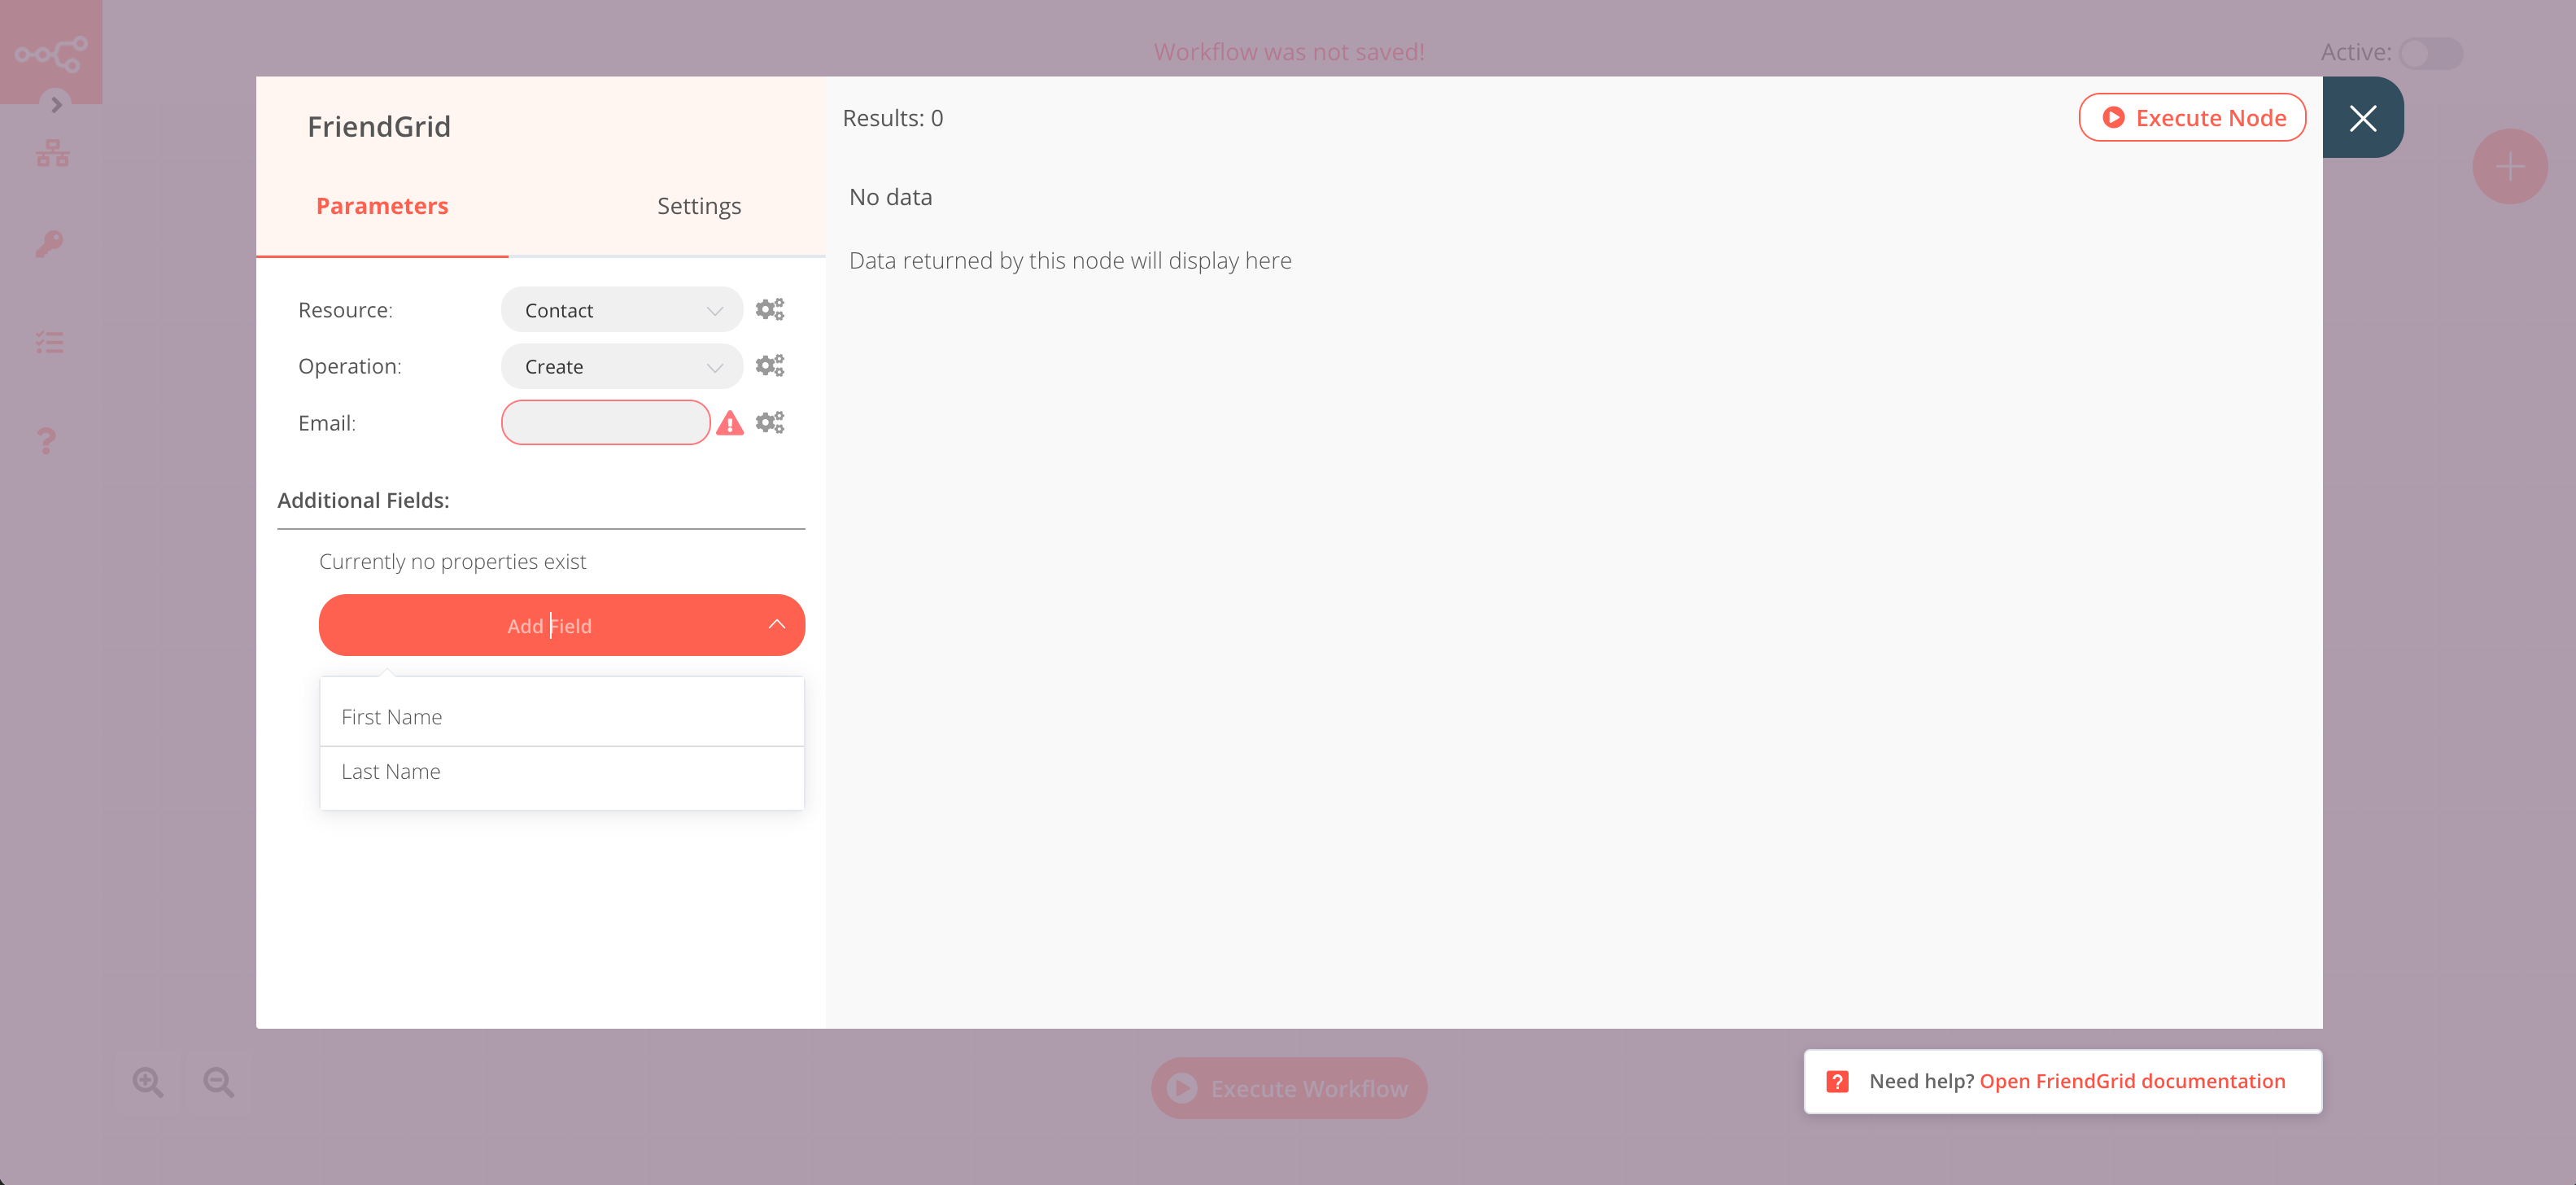 Workflow was not saved!
Active:
FriendGrid
Parameters
Settings
Resource:
Contact
Operation:
Create
Email:
Additional Fields:
Currently no properties exist
Add Field
First Name
Last Name
Results: 0
Execute Node
No data
Data returned by this node will display here
Execute Workflow
Need help? Open FriendGrid documentation